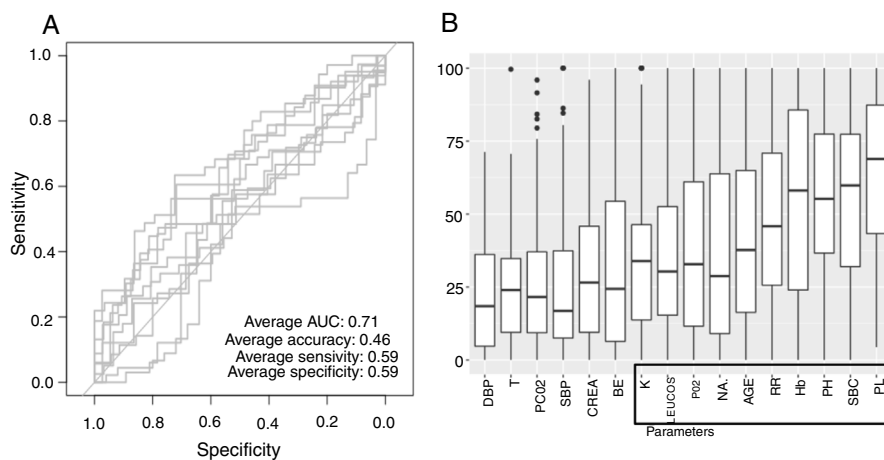 A
1.0
0.8
0.6
0.4
0.2
0.0
Sensitivity
Average AUC: 0.71
Average accuracy: 0.46
Average sensivity: 0.59
Average specificity: 0.59
1.0 0.8 0.6 0.4 0.2 0.0
Specificity
B
100
75
50
25
0
DBP
T
PC02
SBP
CREA
BE
K
LEUCOS
P02
NA.
AGE
RR
Hb
PH
SBC
PL
Parameters